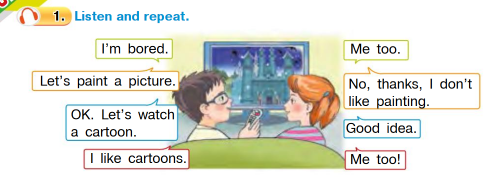 1. Listen and repeat.
I'm bored.
Me too.
Let's paint a picture.
No, thanks, I don't
like painting.
OK. Let's watch
a cartoon.
Good idea.
I like cartoons.
Me too!